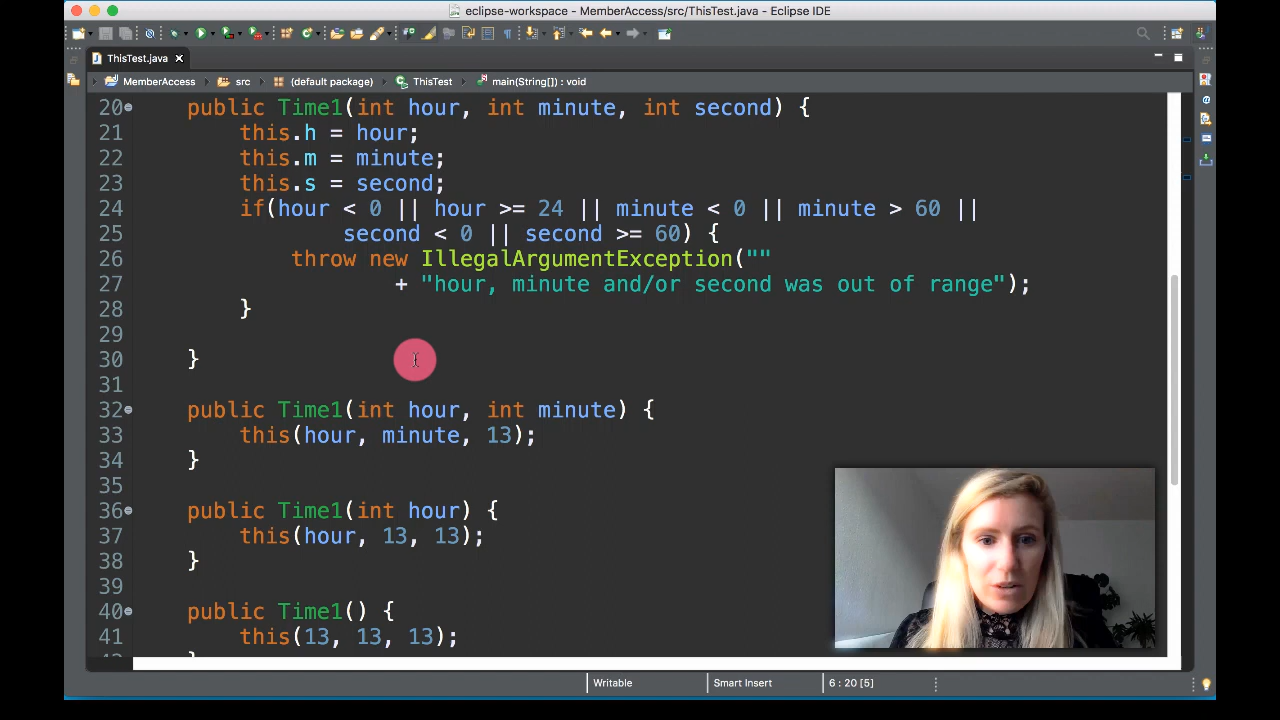 eclipse-workspace - MemberAccess/src/ThisTest.java - Eclipse IDE
ThisTest.java
MemberAccess src (default package) ThisTest main(String[]) : void
20 public Time1(int hour, int minute, int second) {
21 this.h = hour;
22 this.m = minute;
23 this.s = second;
24 if(hour < 0 || hour >= 24 || minute < 0 || minute > 60 ||
25 second < 0 || second >= 60) {
26 throw new IllegalArgumentException(""
27 + "hour, minute and/or second was out of range");
28 }
29
30 }
31
32 public Time1(int hour, int minute) {
33 this(hour, minute, 13);
34 }
35
36 public Time1(int hour) {
37 this(hour, 13, 13);
38 }
39
40 public Time1() {
41 this(13, 13, 13);
Writable Smart Insert 6 : 20 [5]